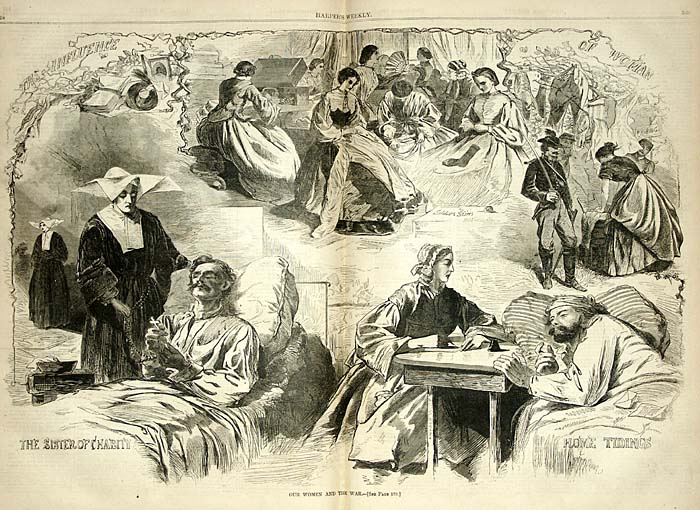 HARPER'S WEEKLY.
THE INFLUENCE
OF WOMAN
THE SISTER OF CHARITY
HOME TIDINGS
OUR WOMEN AND THE WAR.—[See Page